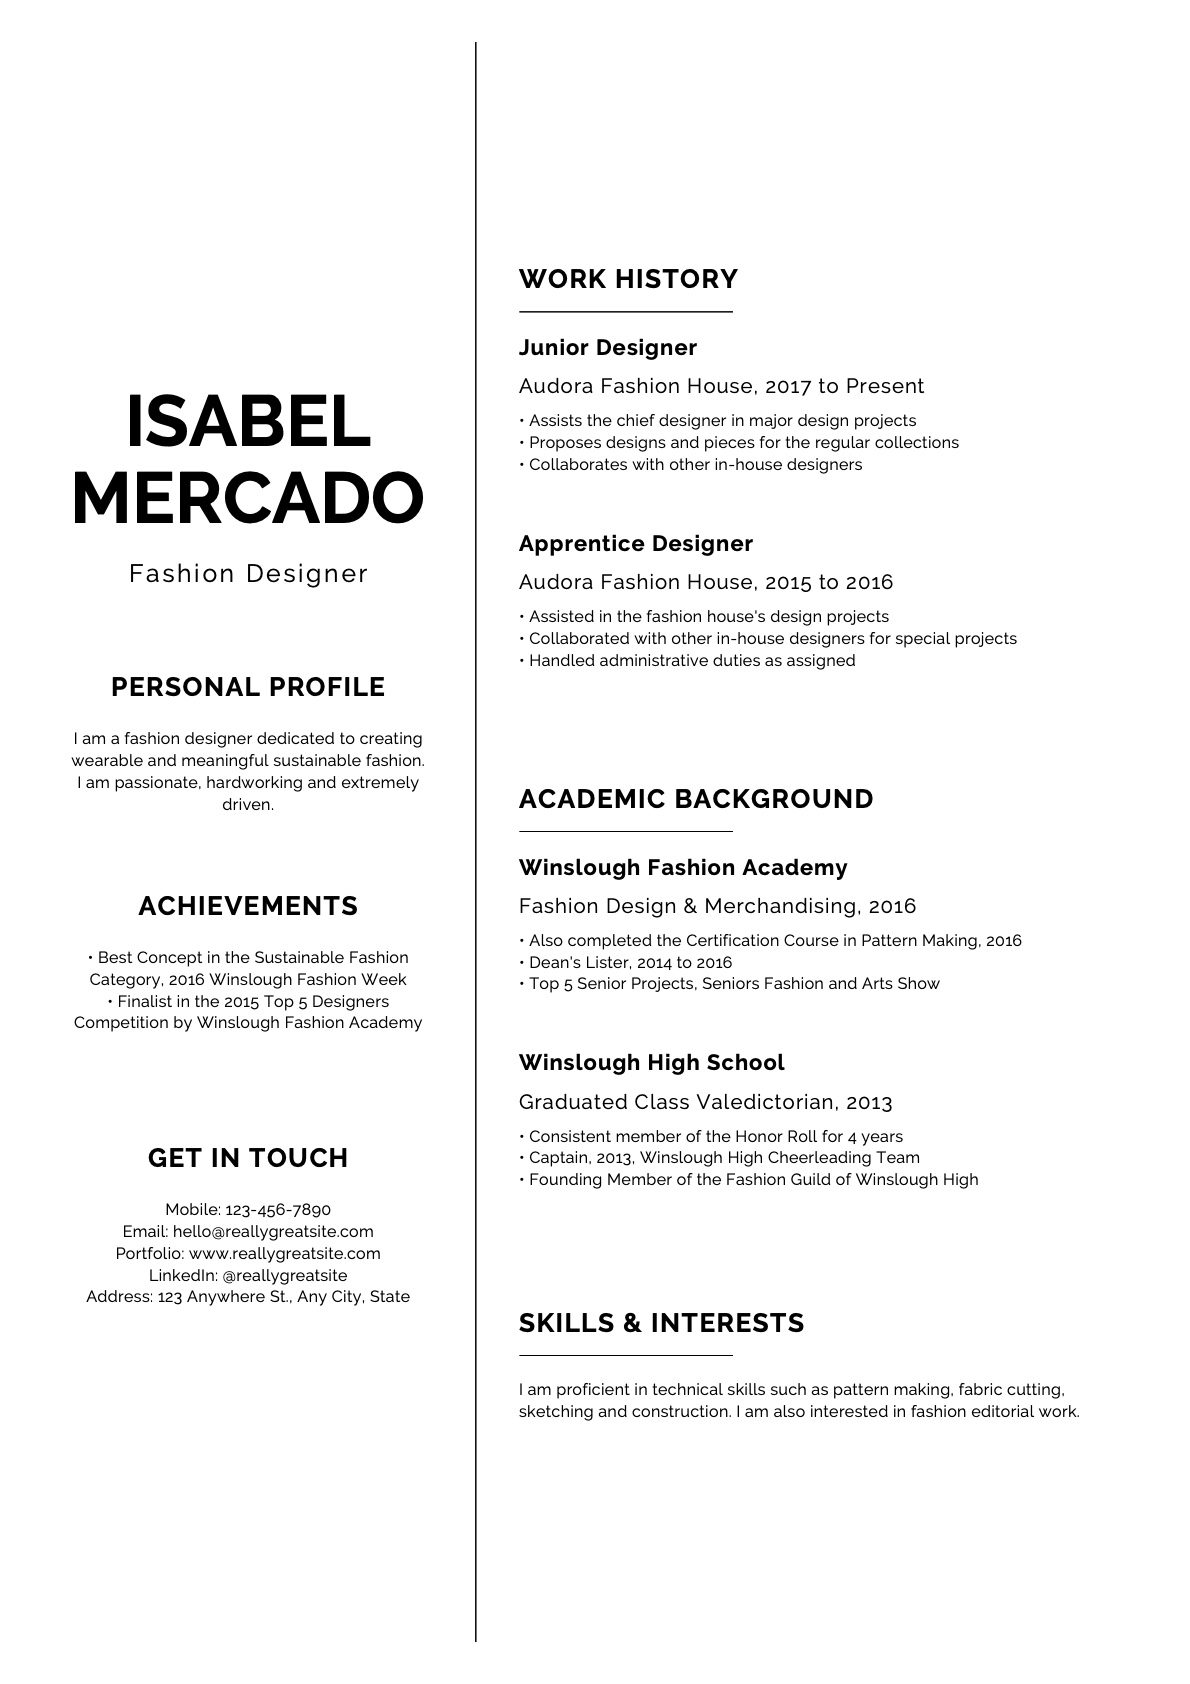 ISABEL
MERCADO
Fashion Designer
PERSONAL PROFILE
I am a fashion designer dedicated to creating
wearable and meaningful sustainable fashion.
I am passionate, hardworking and extremely
driven.
ACHIEVEMENTS
• Best Concept in the Sustainable Fashion
Category, 2016 Winslough Fashion Week
• Finalist in the 2015 Top 5 Designers
Competition by Winslough Fashion Academy
GET IN TOUCH
Mobile: 123-456-7890
Email: hello@reallygreatsite.com
Portfolio: www.reallygreatsite.com
LinkedIn: @reallygreatsite
Address: 123 Anywhere St., Any City, State
WORK HISTORY
Junior Designer
Audora Fashion House, 2017 to Present
• Assists the chief designer in major design projects
• Proposes designs and pieces for the regular collections
• Collaborates with other in-house designers
Apprentice Designer
Audora Fashion House, 2015 to 2016
• Assisted in the fashion house's design projects
• Collaborated with other in-house designers for special projects
• Handled administrative duties as assigned
ACADEMIC BACKGROUND
Winslough Fashion Academy
Fashion Design & Merchandising, 2016
• Also completed the Certification Course in Pattern Making, 2016
• Dean's Lister, 2014 to 2016
• Top 5 Senior Projects, Seniors Fashion and Arts Show
Winslough High School
Graduated Class Valedictorian, 2013
• Consistent member of the Honor Roll for 4 years
• Captain, 2013, Winslough High Cheerleading Team
• Founding Member of the Fashion Guild of Winslough High
SKILLS & INTERESTS
I am proficient in technical skills such as pattern making, fabric cutting,
sketching and construction. I am also interested in fashion editorial work.